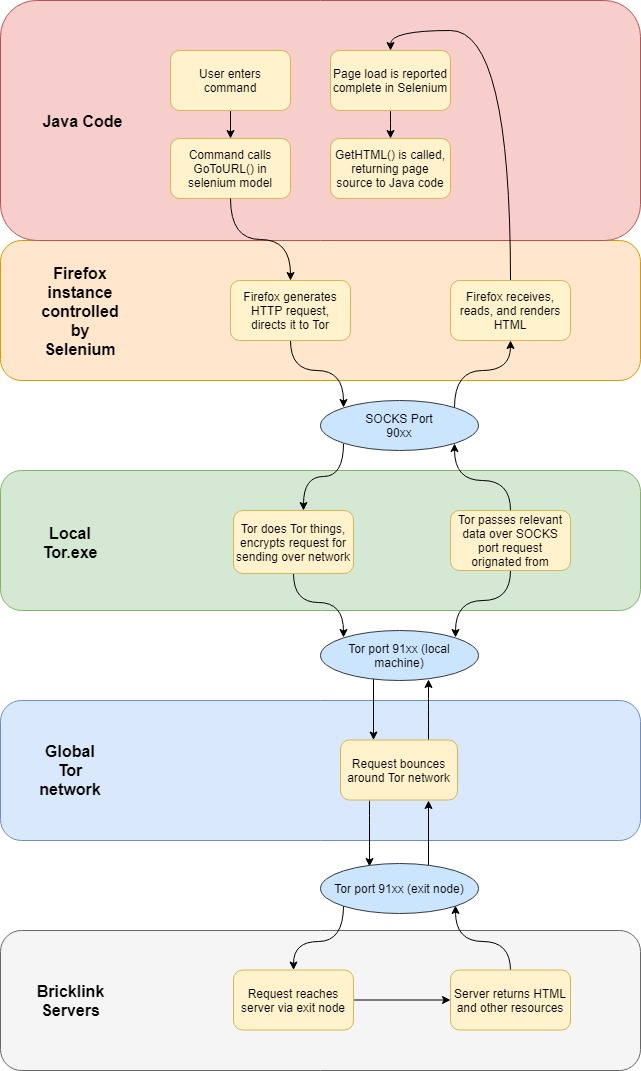 Java Code
User enters
command
Page load is reported
complete in Selenium
Command calls
GoToURL() in
selenium model
GetHTML() is called,
returning page
source to Java code
Firefox
instance
controlled
by
Selenium
Firefox generates
HTTP request,
directs it to Tor
Firefox receives,
reads, and renders
HTML
SOCKS Port
90xx
Local
Tor.exe
Tor does Tor things,
encrypts request for
sending over network
Tor passes relevant
data over SOCKS
port request
orignated from
Tor port 91xx (local
machine)
Global
Tor
network
Request bounces
around Tor network
Tor port 91xx (exit node)
Bricklink
Servers
Request reaches
server via exit node
Server returns HTML
and other resources